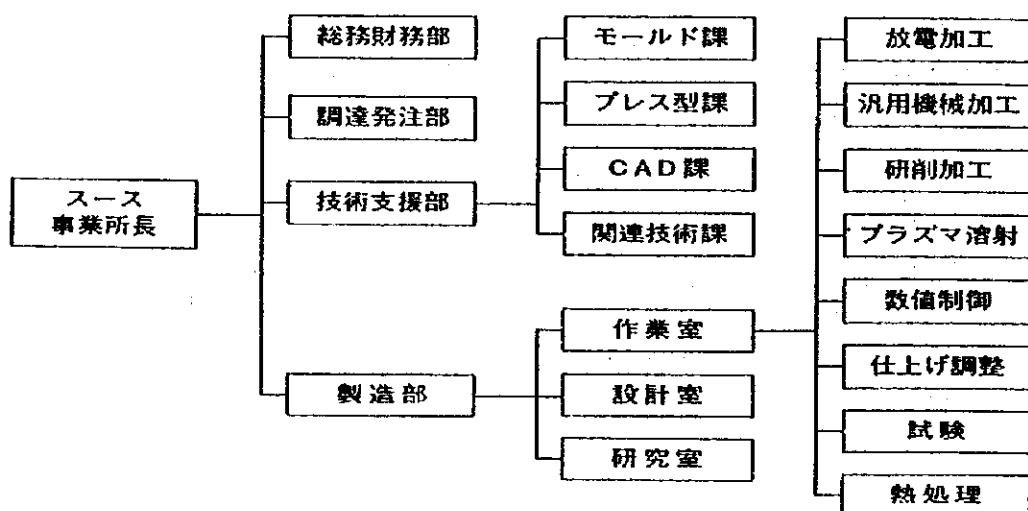 スース
事業所長
総務財務部
調達発注部
技術支援部
製造部
モールド課
プレス型課
CAD課
関連技術課
作業室
設計室
研究室
放電加工
汎用機械加工
研削加工
プラズマ溶射
数値制御
仕上げ調整
試験
熱処理